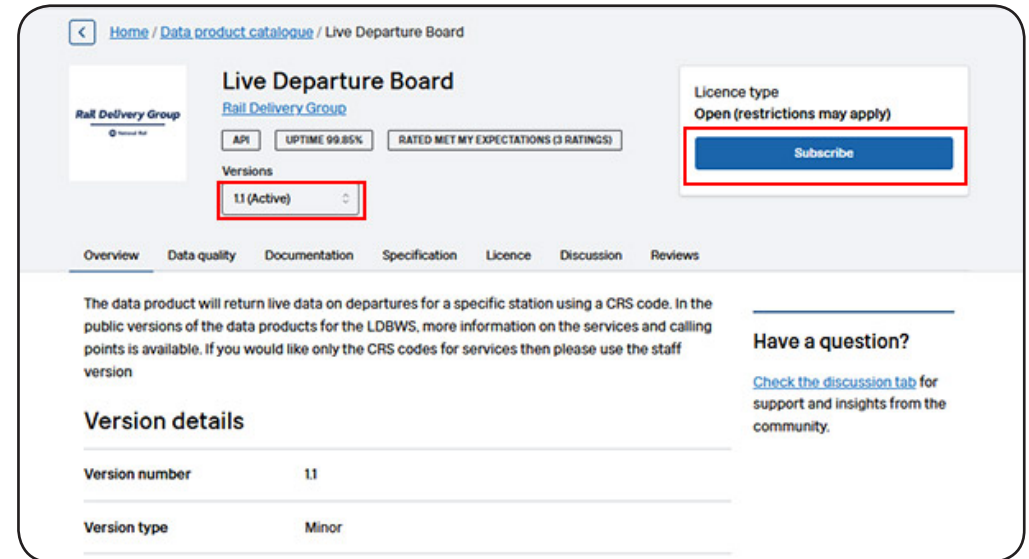 Home / Data product catalogue / Live Departure Board
Live Departure Board
Rail Delivery Group
Rail Delivery Group
National Rail
API UPTIME 99.85% RATED MET MY EXPECTATIONS (3 RATINGS)
Versions
1.1 (Active)
Licence type
Open (restrictions may apply)
Subscribe
Overview Data quality Documentation Specification Licence Discussion Reviews
The data product will return live data on departures for a specific station using a CRS code. In the
public versions of the data products for the LDBWS, more information on the services and calling
points is available. If you would like only the CRS codes for services then please use the staff
version
Version details
Version number 1.1
Version type Minor
Have a question?
Check the discussion tab for
support and insights from the
community.